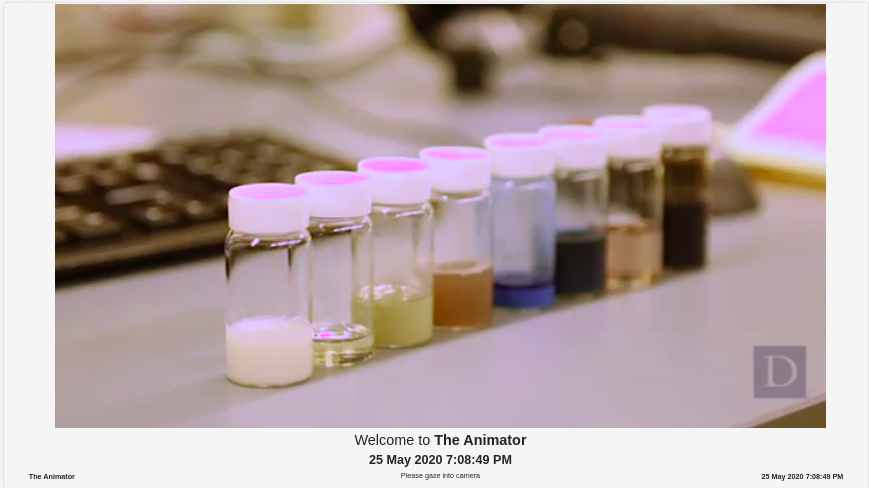 D
Welcome to The Animator
25 May 2020 7:08:49 PM
Please gaze into camera
The Animator
25 May 2020 7:08:49 PM